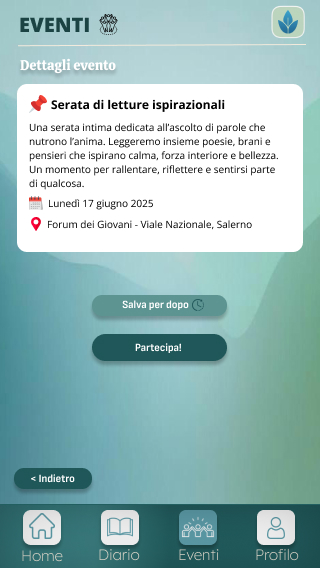 EVENTI
Dettagli evento
Serata di letture ispirazionali
Una serata intima dedicata all'ascolto di parole che
nutrono l'anima. Leggeremo insieme poesie, brani e
pensieri che ispirano calma, forza interiore e bellezza.
Un momento per rallentare, riflettere e sentirsi parte
di qualcosa.
Lunedì 17 giugno 2025
Forum dei Giovani - Viale Nazionale, Salerno
Salva per dopo
Partecipa!
< Indietro
Home Diario Eventi Profilo